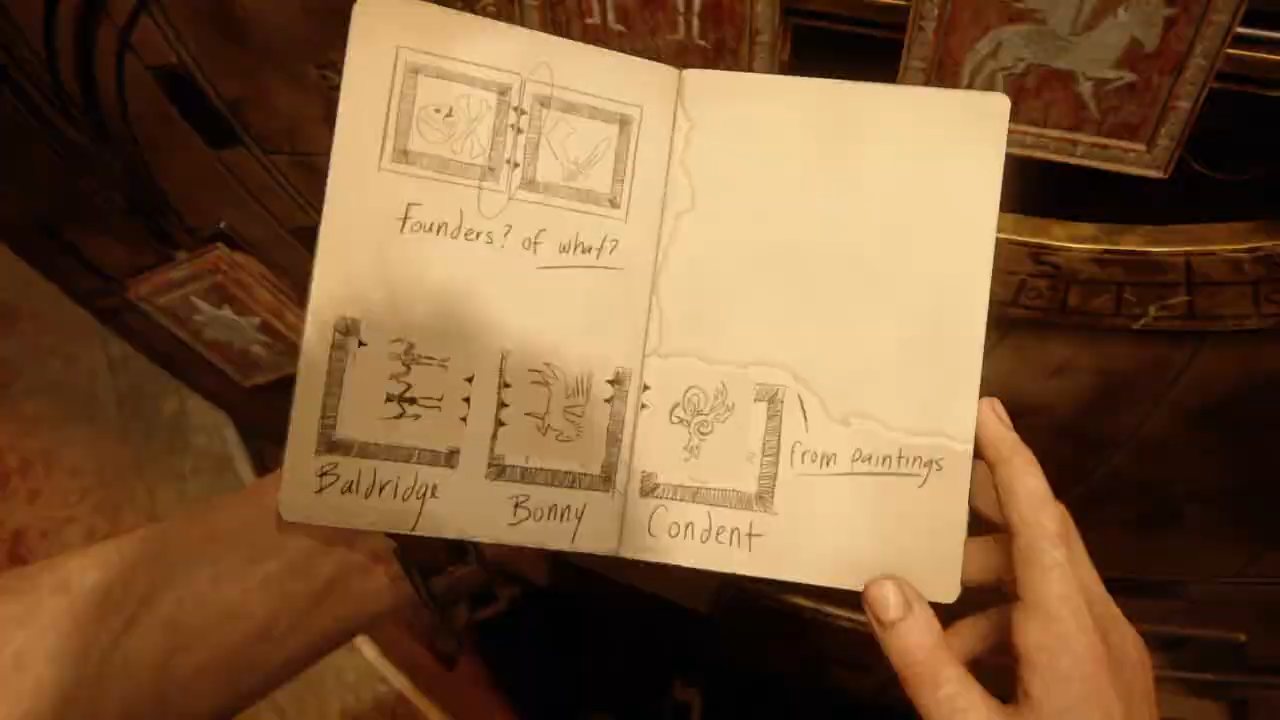 Founders? of what?
from paintings
Baldridge
Bonny
Condent